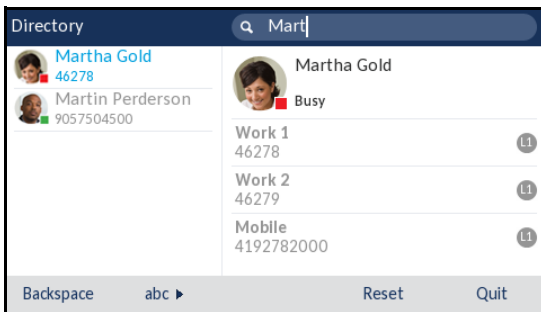 Directory
Mart
Martha Gold
46278
Martin Perderson
9057504500
Martha Gold
Busy
Work 1
46278
L1
Work 2
46279
L1
Mobile
4192782000
L1
Backspace abc Reset Quit